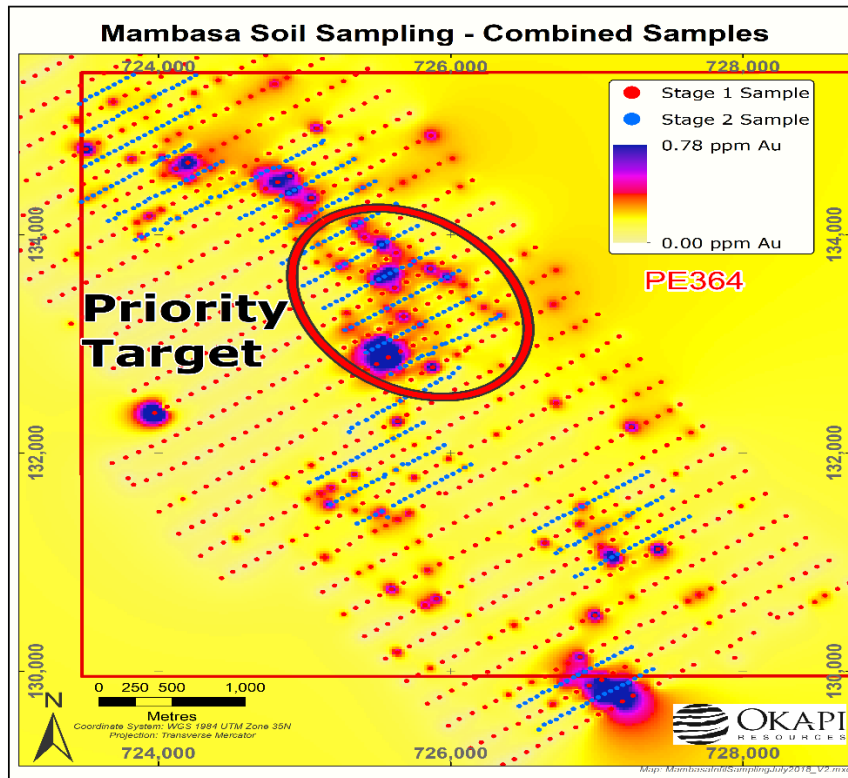 Mambasa Soil Sampling - Combined Samples
724,000
726,000
728,000
Stage 1 Sample
Stage 2 Sample
0.78 ppm Au
0.00 ppm Au
134,000
134,000
PE364
Priority
Target
132,000
132,000
130,000
130,000
N
0 250 500 1,000
Metres
Coordinate System: WGS 1984 UTM Zone 35N
Projection: Transverse Mercator
OKAPI
RESOURCES
724,000
726,000
728,000